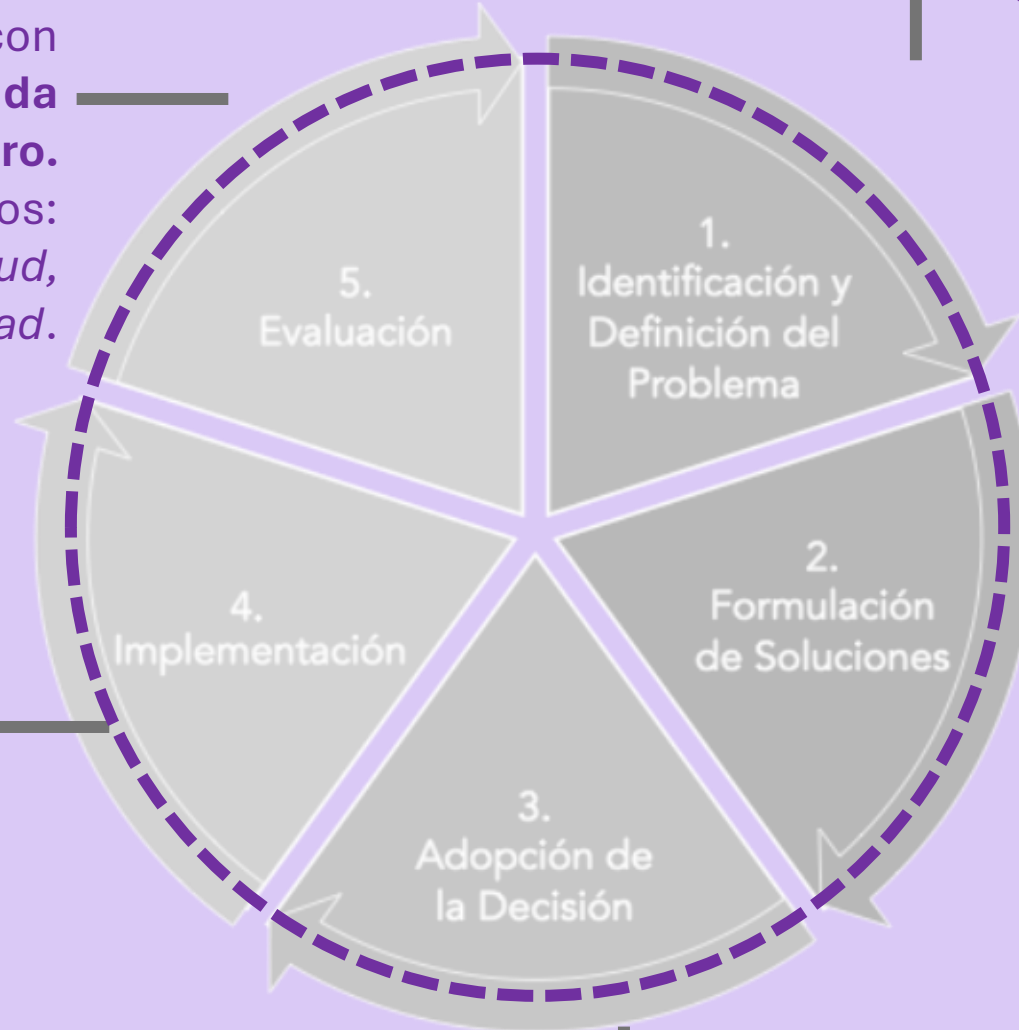 con
da
ro.
os:
ud,
ad.
1.
Identificación y
Definición del
Problema
2.
Formulación
de Soluciones
3.
Adopción de
la Decisión
4.
Implementación
5.
Evaluación